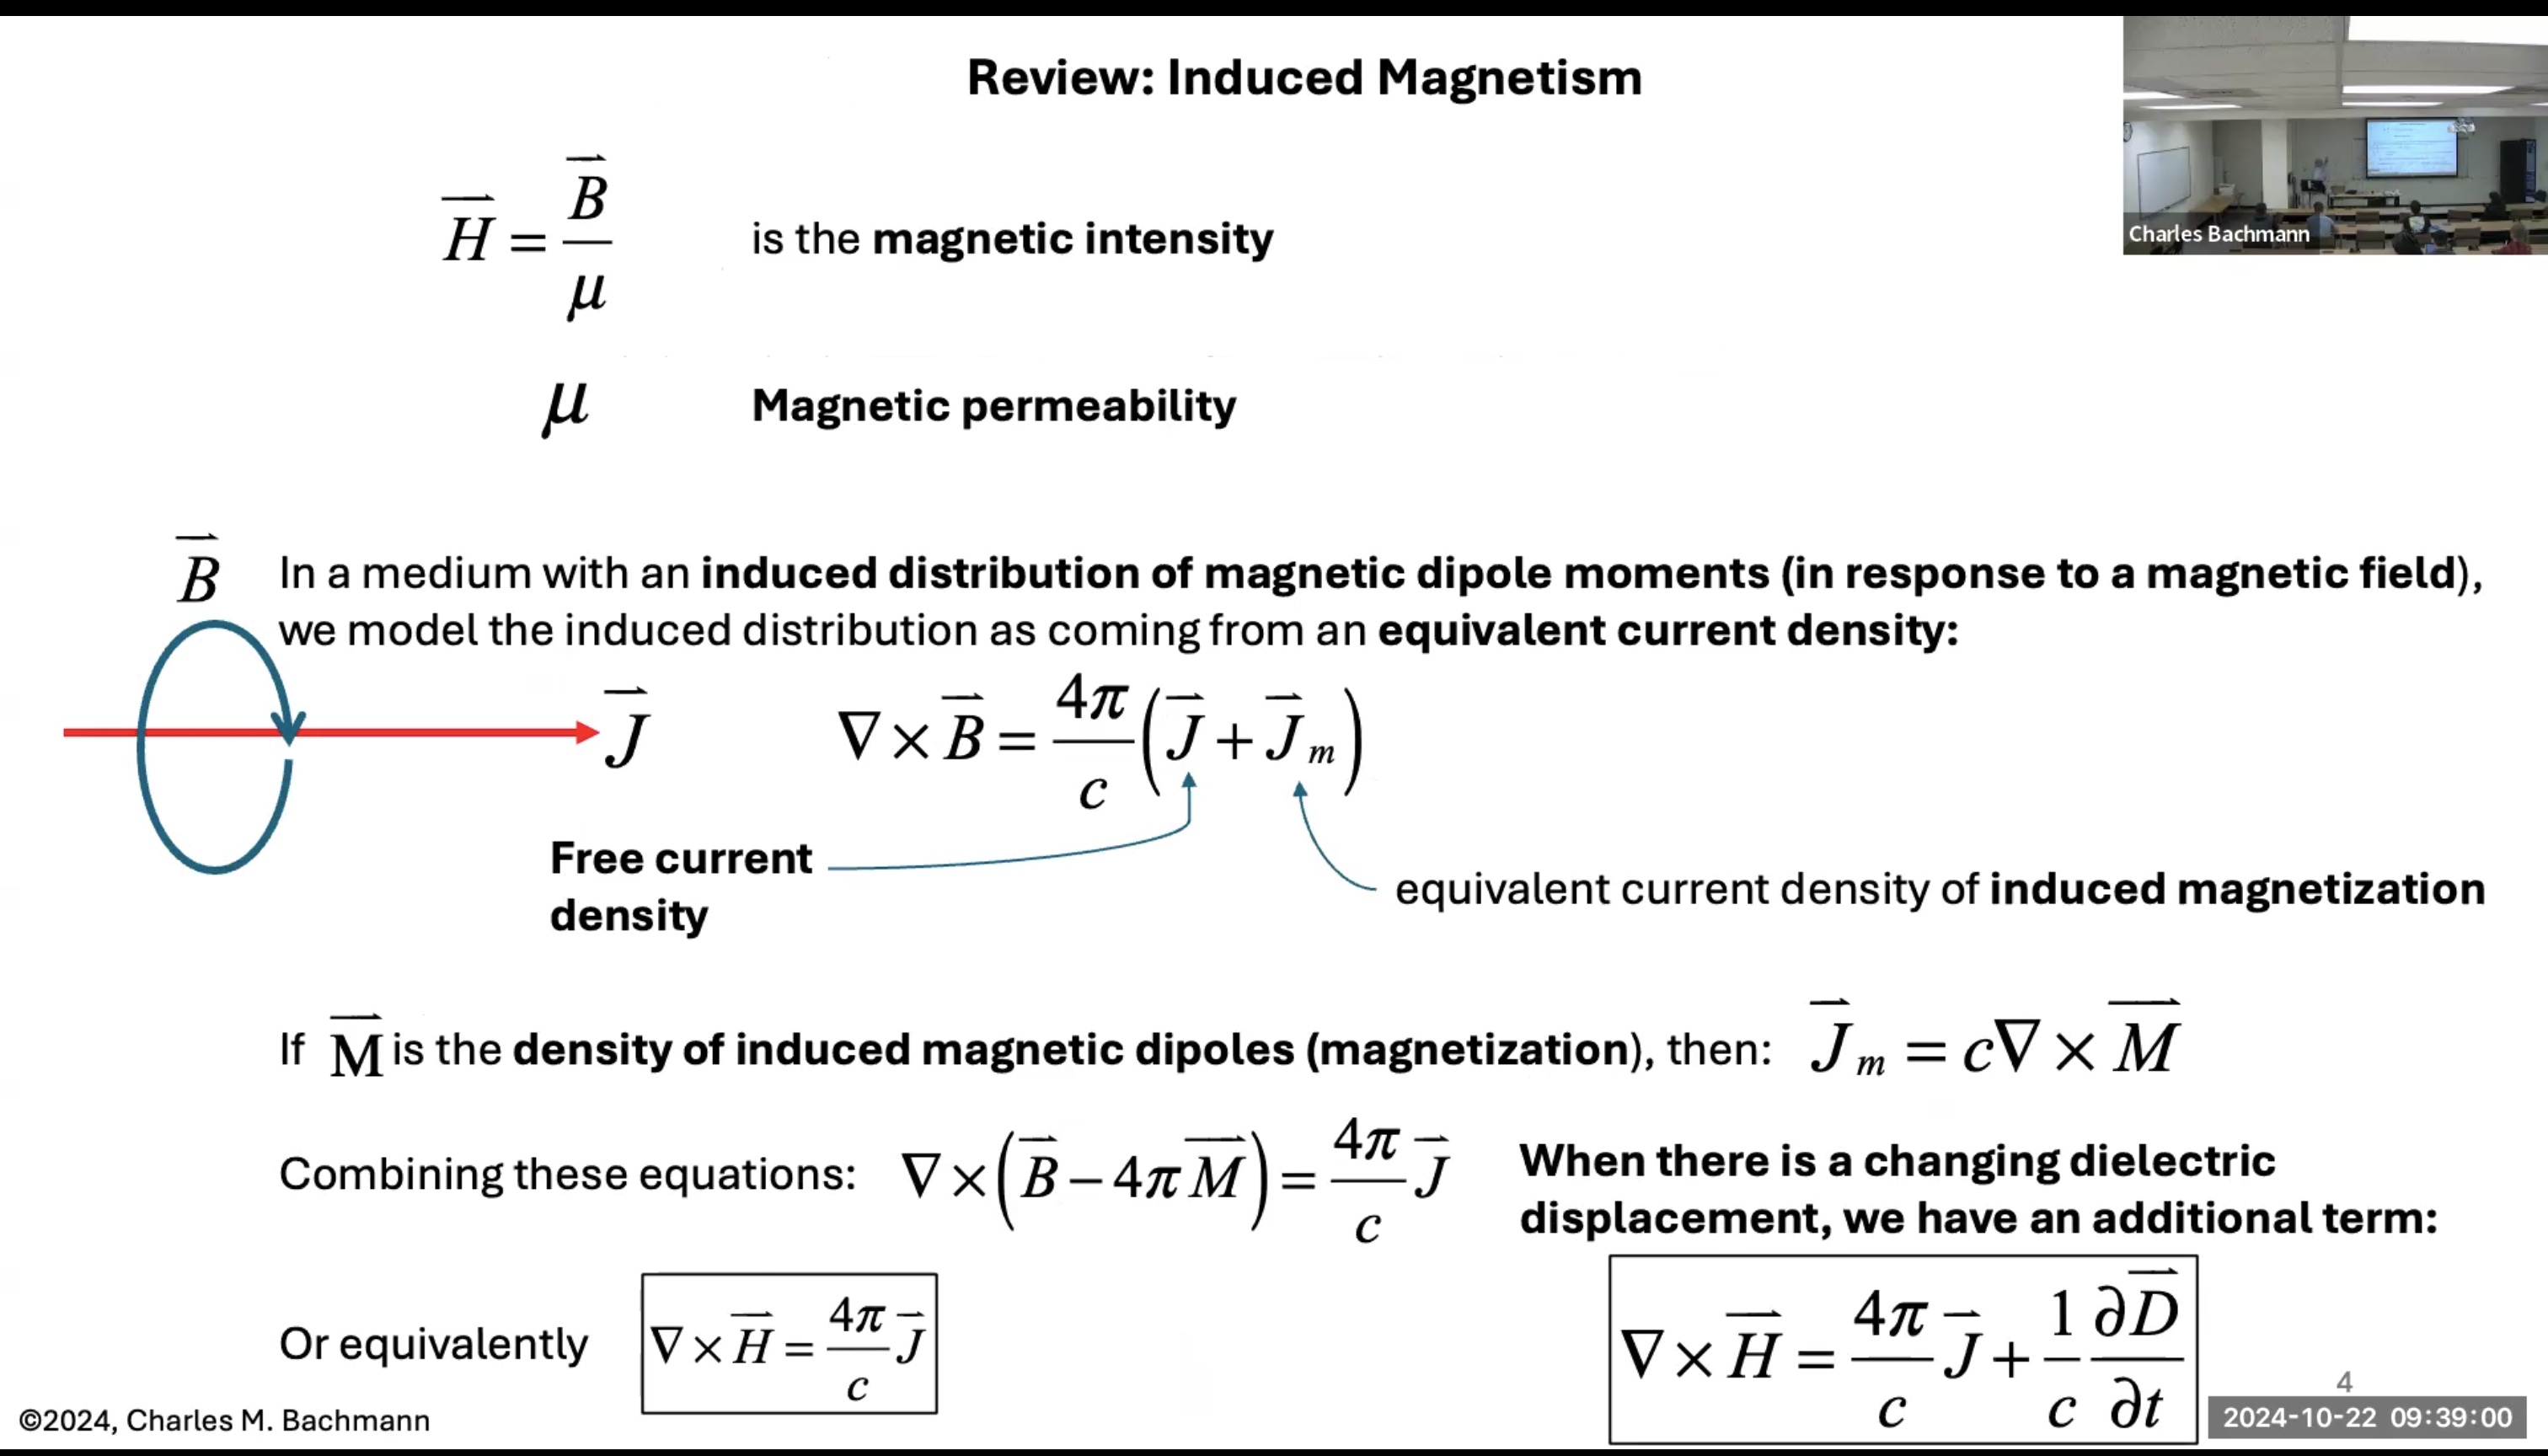 Review: Induced Magnetism
Charles Bachmann
\vec{H} = \frac{\vec{B}}{\mu} is the magnetic intensity
μ Magnetic permeability
\vec{B}
In a medium with an induced distribution of magnetic dipole moments (in response to a magnetic field),
we model the induced distribution as coming from an equivalent current density:
\vec{J}
\nabla \times \vec{B} = \frac{4\pi}{c} \left( \vec{J} + \vec{J}_m \right)
Free current
density
equivalent current density of induced magnetization
If \vec{M} is the density of induced magnetic dipoles (magnetization), then: \vec{J}_m = c \nabla \times \vec{M}
Combining these equations: \nabla \times \left( \vec{B} - 4\pi \vec{M} \right) = \frac{4\pi}{c} \vec{J}
When there is a changing dielectric
displacement, we have an additional term:
Or equivalently \nabla \times \vec{H} = \frac{4\pi}{c} \vec{J}
\nabla \times \vec{H} = \frac{4\pi}{c} \vec{J} + \frac{1}{c} \frac{\partial \vec{D}}{\partial t}
4
©2024, Charles M. Bachmann
2024-10-22 09:39:00